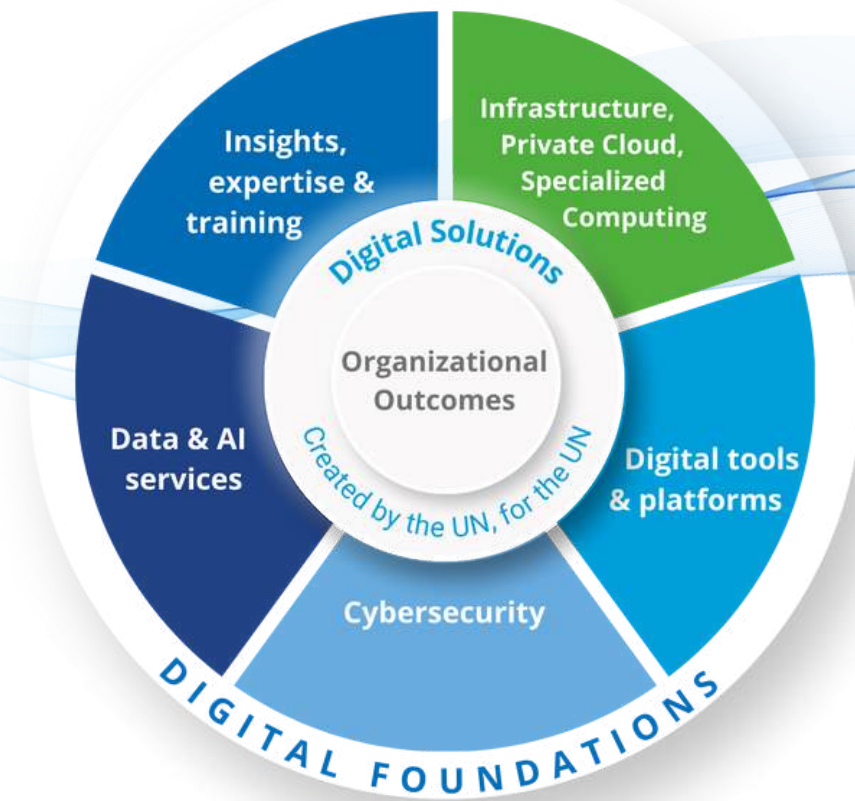 Insights,
expertise &
training
Infrastructure,
Private Cloud,
Specialized
Computing
Digital Solutions
Organizational
Outcomes
Created by the UN, for the UN
Data & AI
services
Digital tools
& platforms
Cybersecurity
DIGITAL FOUNDATIONS